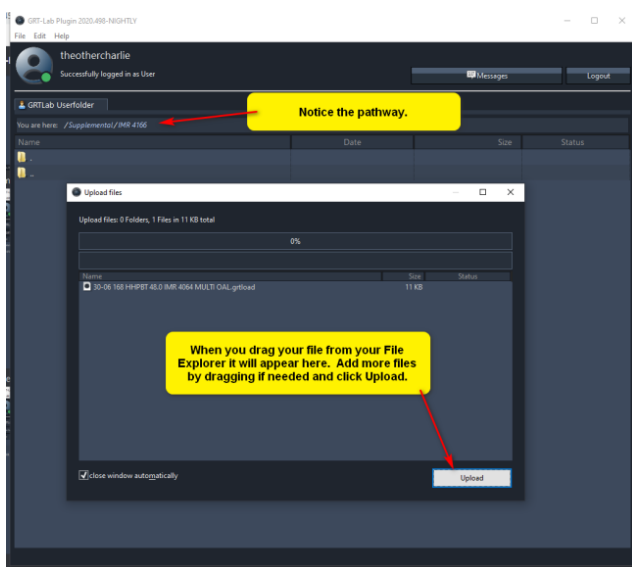 GRT-Lab Plugin 2020.498-NIGHTLY
File Edit Help
theothercharlie
Successfully logged in as User
Messages
Logout
GRTLab Userfolder
Notice the pathway.
You are here: /Supplemental/IMR 4166
Name Date Size Status
.
..
Upload files
Upload files: 0 Folders, 1 Files in 11 KB total
0%
Name Size Status
30-06 168 HHPBT 48.0 IMR 4064 MULTI OAL.grtload 11 KB
When you drag your file from your File
Explorer it will appear here. Add more files
by dragging if needed and click Upload.
close window automatically
Upload